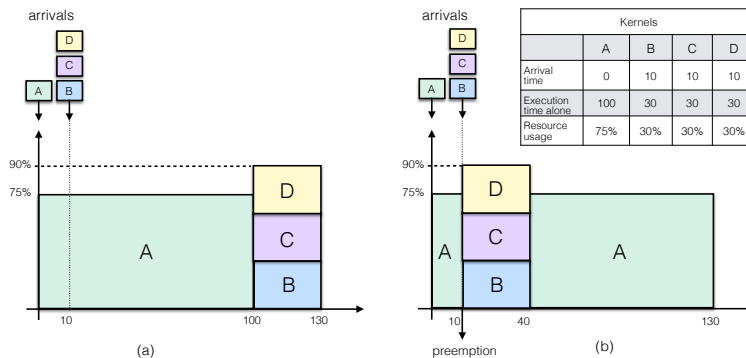 arrivals
D
C
A
B
90%
75%
D
C
A
B
10
100
130
(a)
arrivals
D
C
A
B
90%
75%
D
C
A
A
B
10
40
130
preemption
(b)
Kernels
A B C D
Arrival time 0 10 10 10
Execution time alone 100 30 30 30
Resource usage 75% 30% 30% 30%